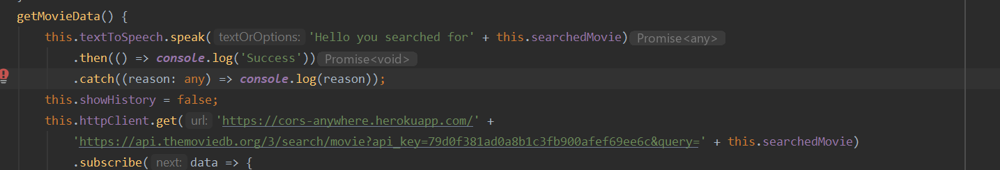 getMovieData() {
this.textToSpeech.speak( textOrOptions: 'Hello you searched for' + this.searchedMovie) Promise<any>
.then(() => console.log('Success')) Promise<void>
.catch((reason: any) => console.log(reason));
this.showHistory = false;
this.httpClient.get( url: 'https://cors-anywhere.herokuapp.com/' +
'https://api.themoviedb.org/3/search/movie?api_key=79d0f381ad0a8b1c3fb900afef69ee6c&query=' + this.searchedMovie)
.subscribe( next: data => {